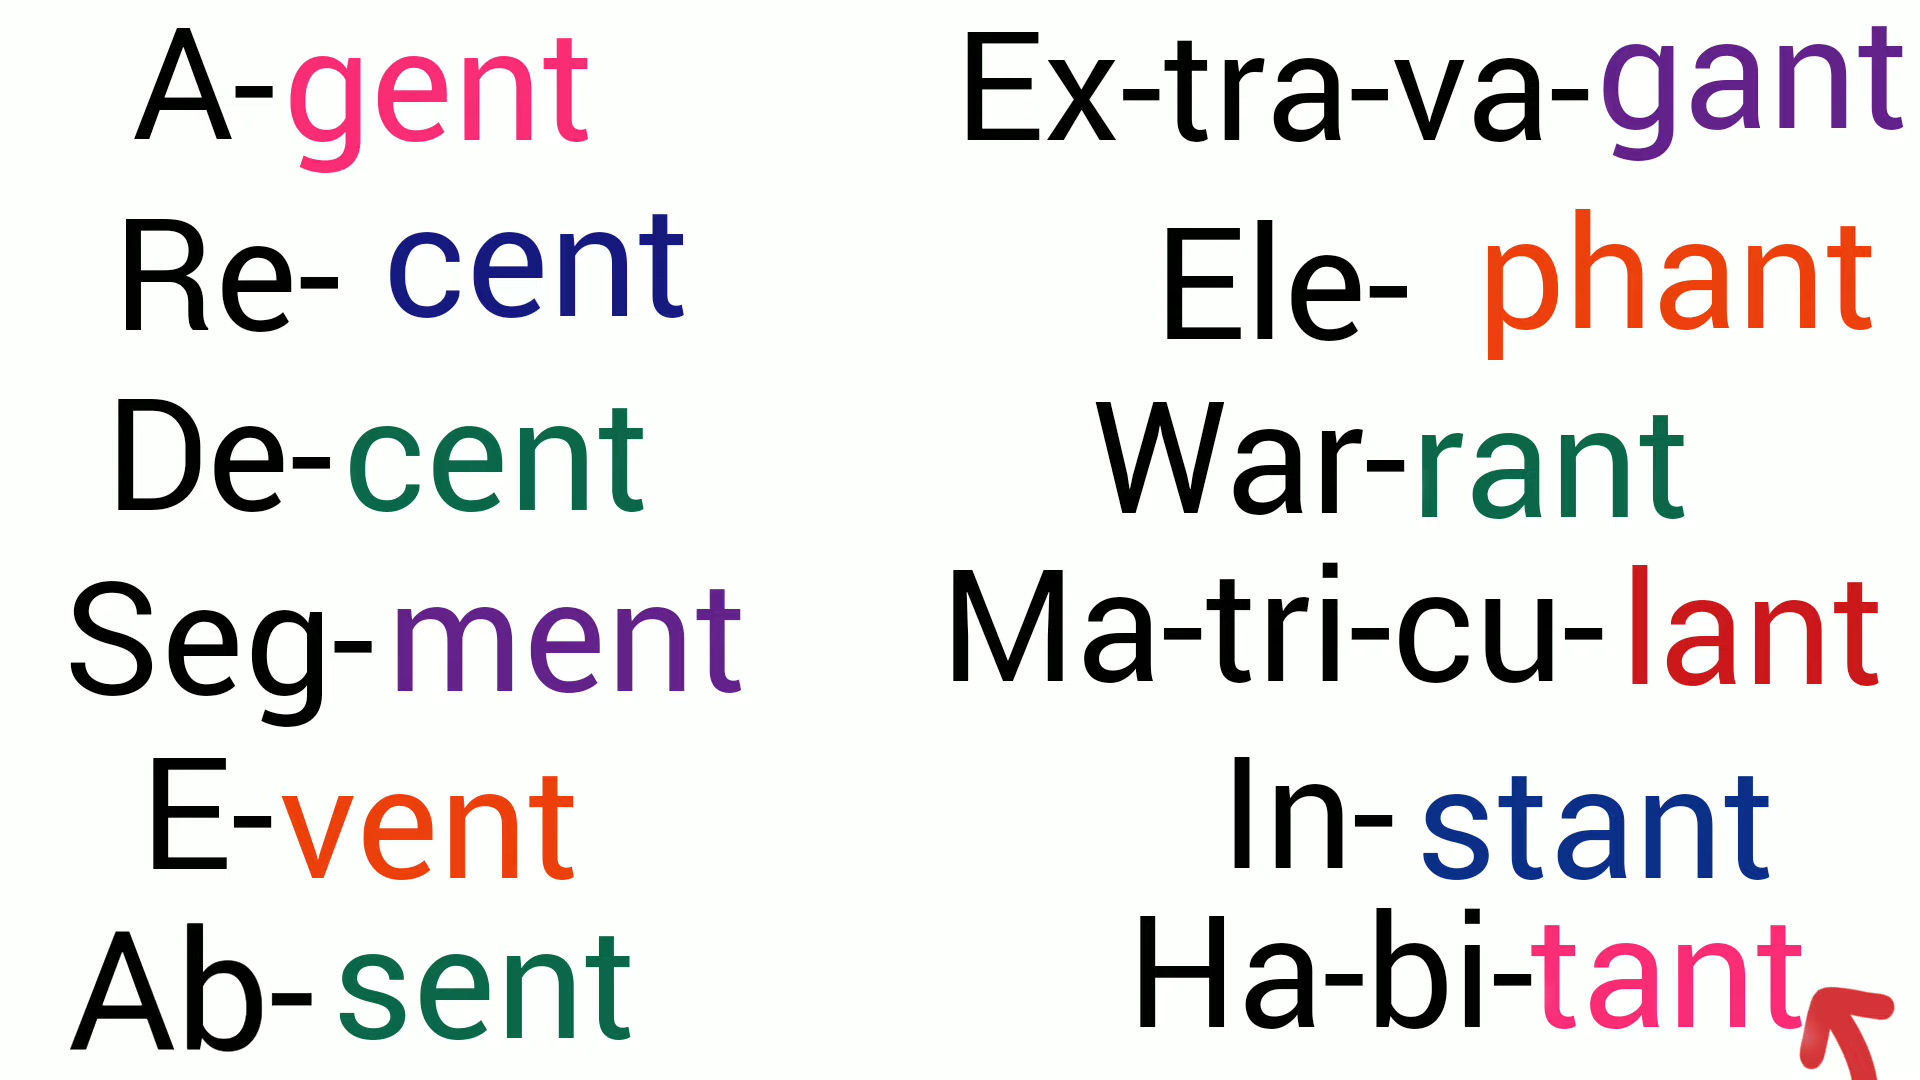 A-gent
Re- cent
De-cent
Seg-ment
E-vent
Ab-sent
Ex-tra-va-gant
Ele- phant
War-rant
Ma-tri-cu-lant
In-stant
Ha-bi-tant